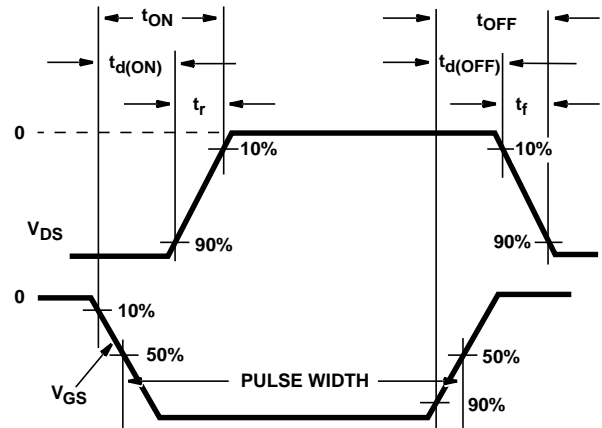 tON tOFF
td(ON) td(OFF)
tr tf
0
10% 10%
VDS 90% 90%
0
10%
50% 50%
VGS PULSE WIDTH
90%